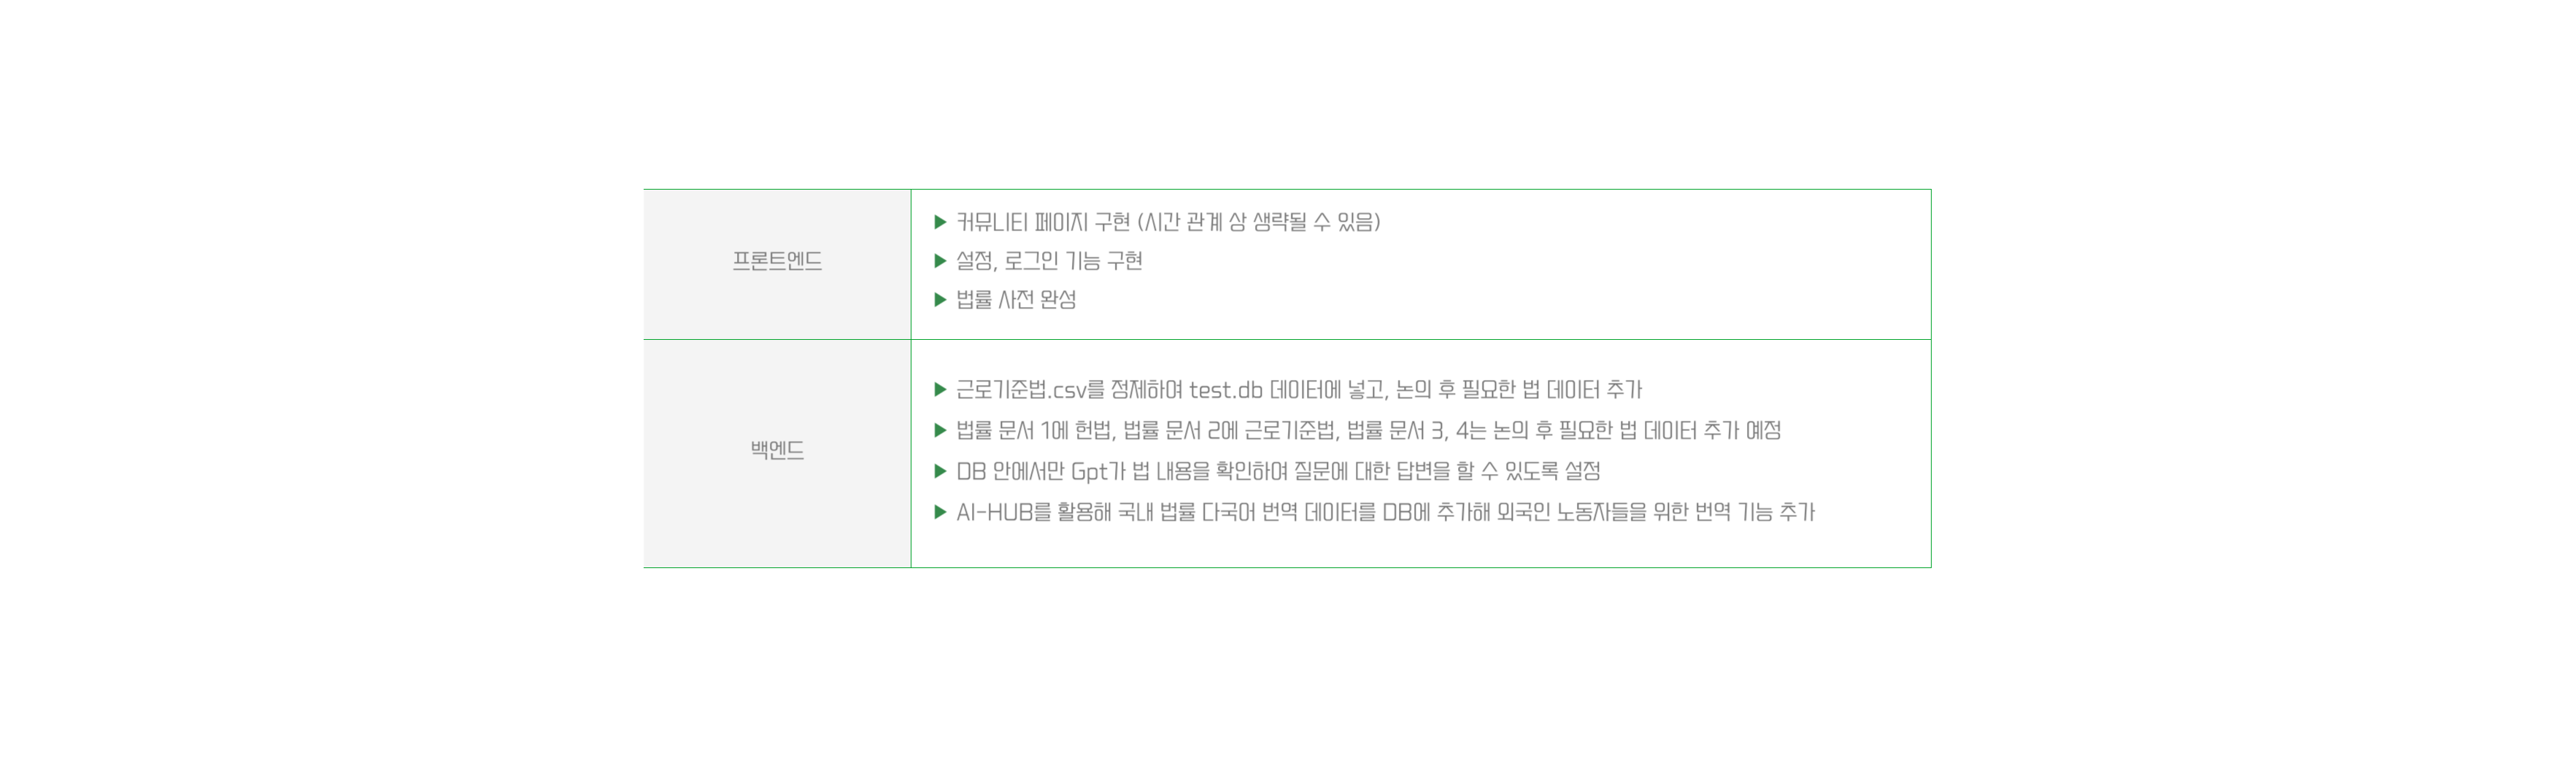 프론트엔드
▶ 커뮤니티 페이지 구현 (시간 관계 상 생략될 수 있음)
▶ 설정, 로그인 기능 구현
▶ 법률 사전 완성
백엔드
▶ 근로기준법.csv를 정제하여 test.db 데이터에 넣고, 논의 후 필요한 법 데이터 추가
▶ 법률 문서 1에 헌법, 법률 문서 2에 근로기준법, 법률 문서 3, 4는 논의 후 필요한 법 데이터 추가 예정
▶ DB 안에서만 Gpt가 법 내용을 확인하여 질문에 대한 답변을 할 수 있도록 설정
▶ AI-HUB를 활용해 국내 법률 다국어 번역 데이터를 DB에 추가해 외국인 노동자들을 위한 번역 기능 추가